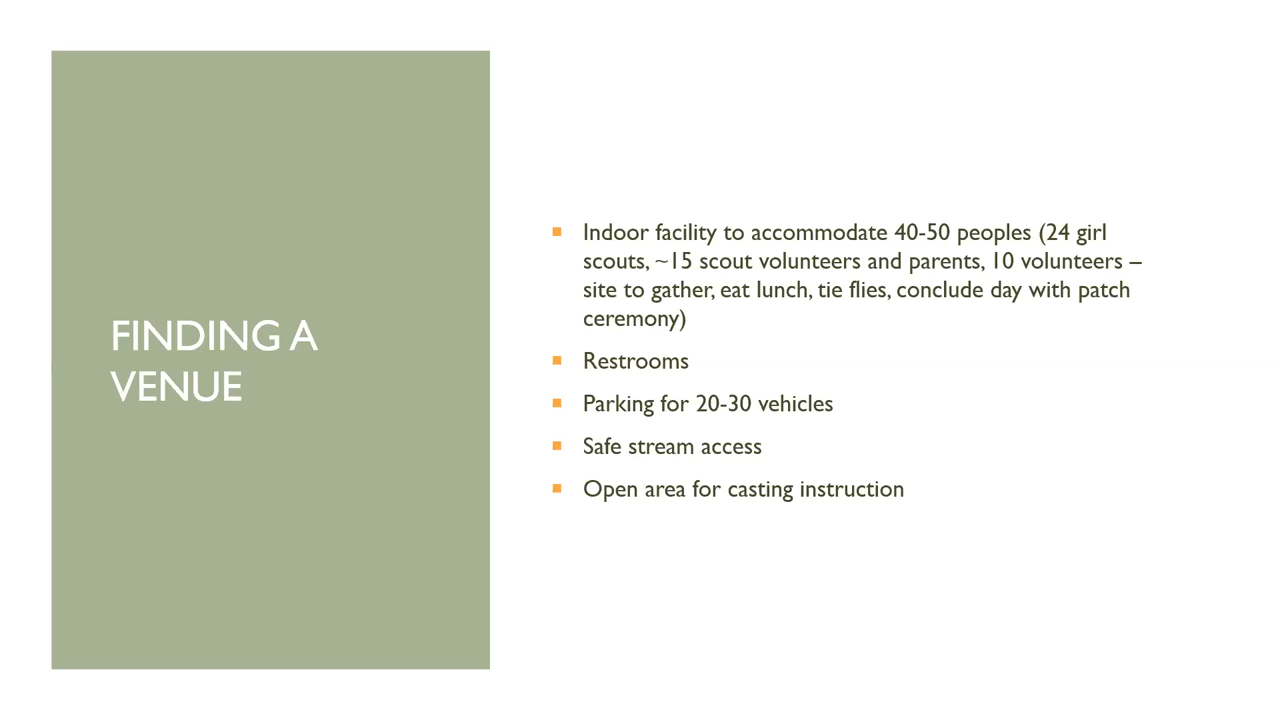 FINDING A
VENUE
Indoor facility to accommodate 40-50 peoples (24 girl
scouts, ~15 scout volunteers and parents, 10 volunteers –
site to gather, eat lunch, tie flies, conclude day with patch
ceremony)
Restrooms
Parking for 20-30 vehicles
Safe stream access
Open area for casting instruction